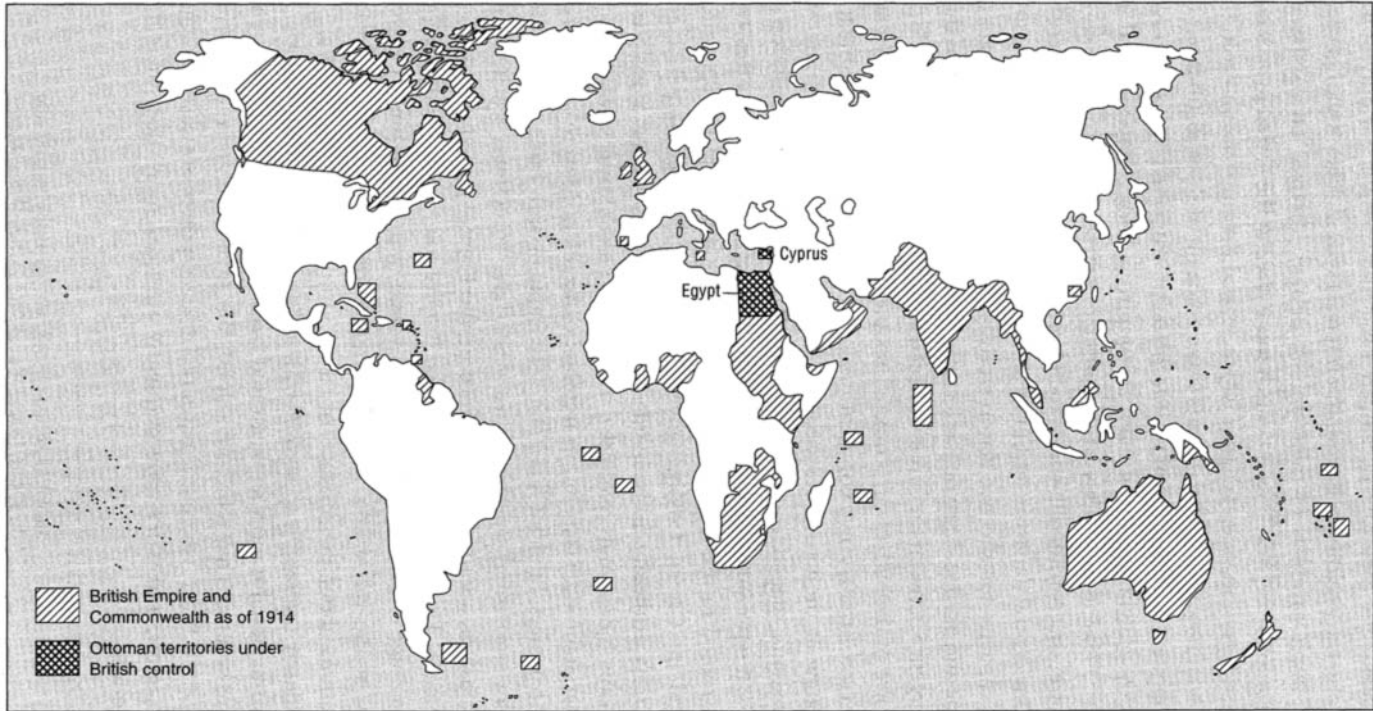 Cyprus
Egypt
British Empire and
Commonwealth as of 1914
Ottoman territories under
British control